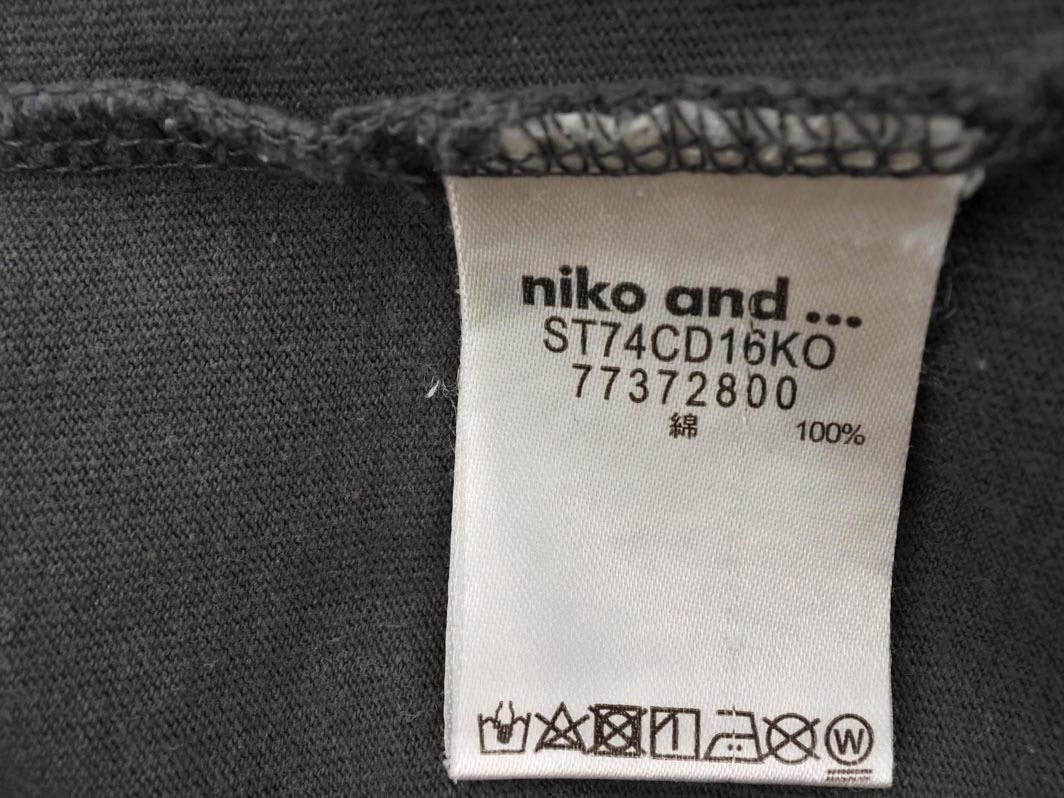 niko and ...
ST74CD16KO
77372800
綿 100%
W